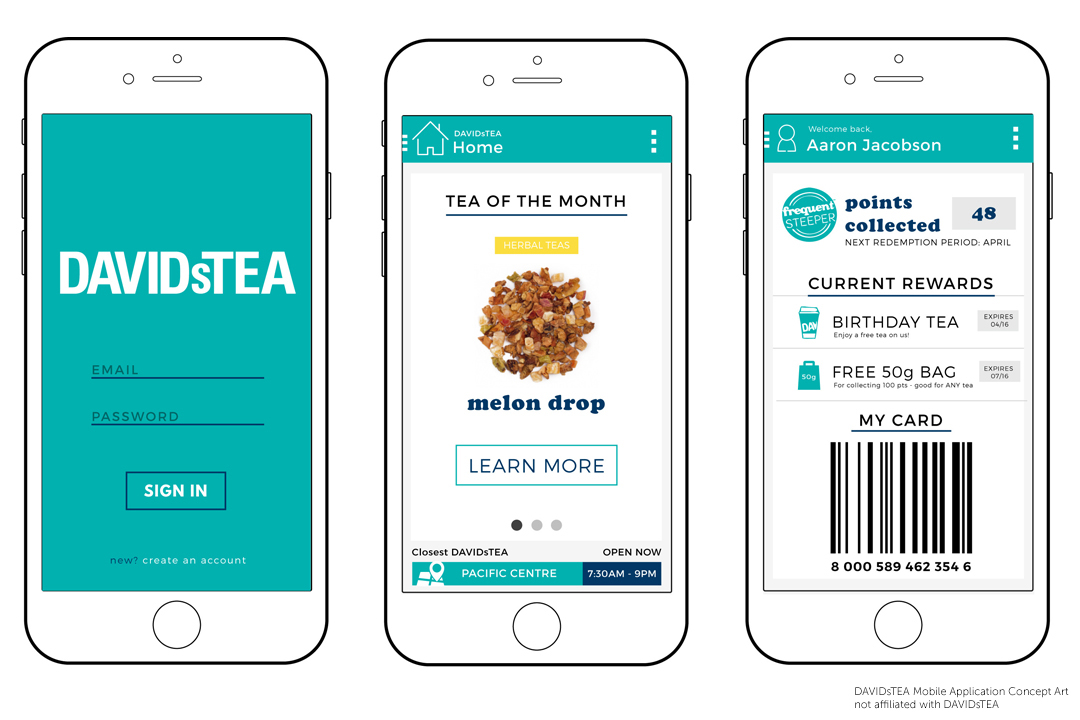 DAVIDsTEA
EMAIL
PASSWORD
SIGN IN
new? create an account
DAVIDsTEA
Home
TEA OF THE MONTH
HERBAL TEAS
melon drop
LEARN MORE
Closest DAVIDsTEA OPEN NOW
PACIFIC CENTRE 7:30AM - 9PM
Welcome back,
Aaron Jacobson
frequent
STEEPER
points
collected
48
NEXT REDEMPTION PERIOD: APRIL
CURRENT REWARDS
DAV
BIRTHDAY TEA
Enjoy a free tea on us!
EXPIRES
04/16
50g
FREE 50g BAG
For collecting 100 pts - good for ANY tea
EXPIRES
07/16
MY CARD
8 000 589 462 354 6
DAVIDsTEA Mobile Application Concept Art
not affiliated with DAVIDsTEA